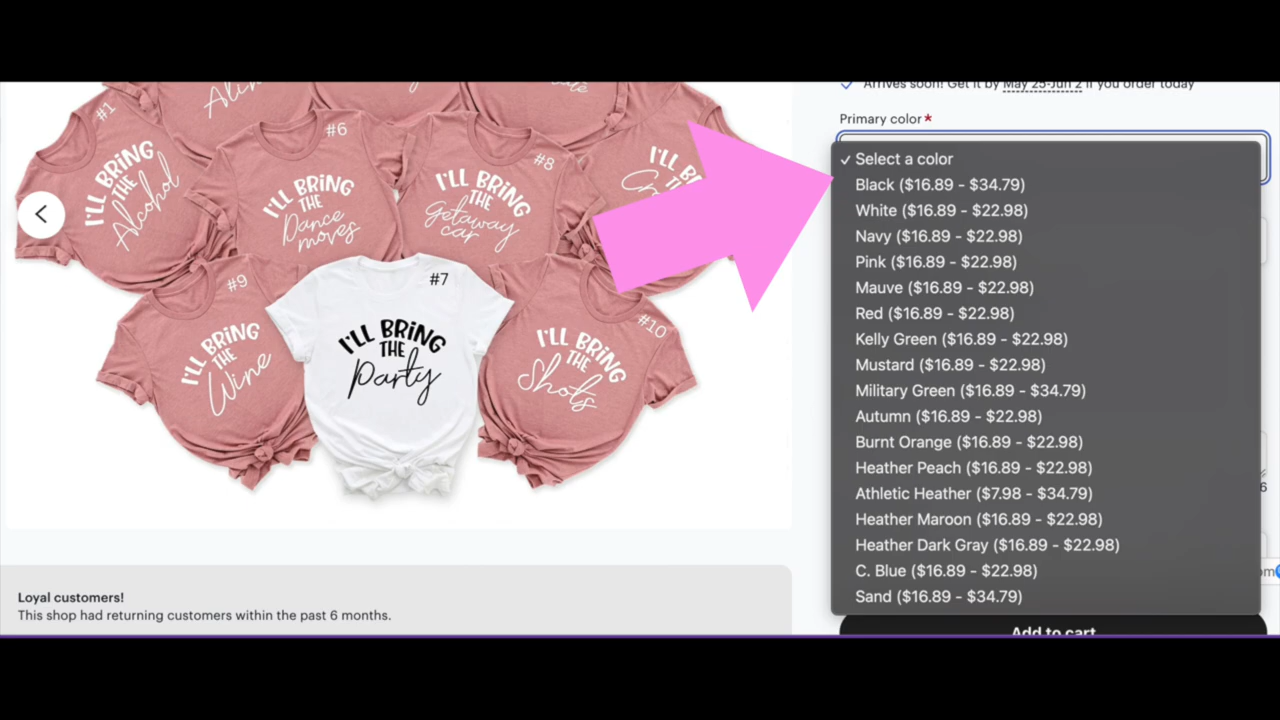 Arrives soon! Get it by May 25-Jun 2 if you order today
Primary color*
Select a color
Black ($16.89 - $34.79)
White ($16.89 - $22.98)
Navy ($16.89 - $22.98)
Pink ($16.89 - $22.98)
Mauve ($16.89 - $22.98)
Red ($16.89 - $22.98)
Kelly Green ($16.89 - $22.98)
Mustard ($16.89 - $22.98)
Military Green ($16.89 - $34.79)
Autumn ($16.89 - $22.98)
Burnt Orange ($16.89 - $22.98)
Heather Peach ($16.89 - $22.98)
Athletic Heather ($7.98 - $34.79)
Heather Maroon ($16.89 - $22.98)
Heather Dark Gray ($16.89 - $22.98)
C. Blue ($16.89 - $22.98)
Sand ($16.89 - $34.79)
Add to cart
#1
I'LL BRING
THE
Alcohol
#6
I'LL BRING
THE
Dance
moves
#8
I'LL BRING
THE
Getaway
car
#9
I'LL BRING
THE
Wine
#7
I'LL BRING
THE
Party
#10
I'LL BRING
THE
Shots
Loyal customers!
This shop had returning customers within the past 6 months.